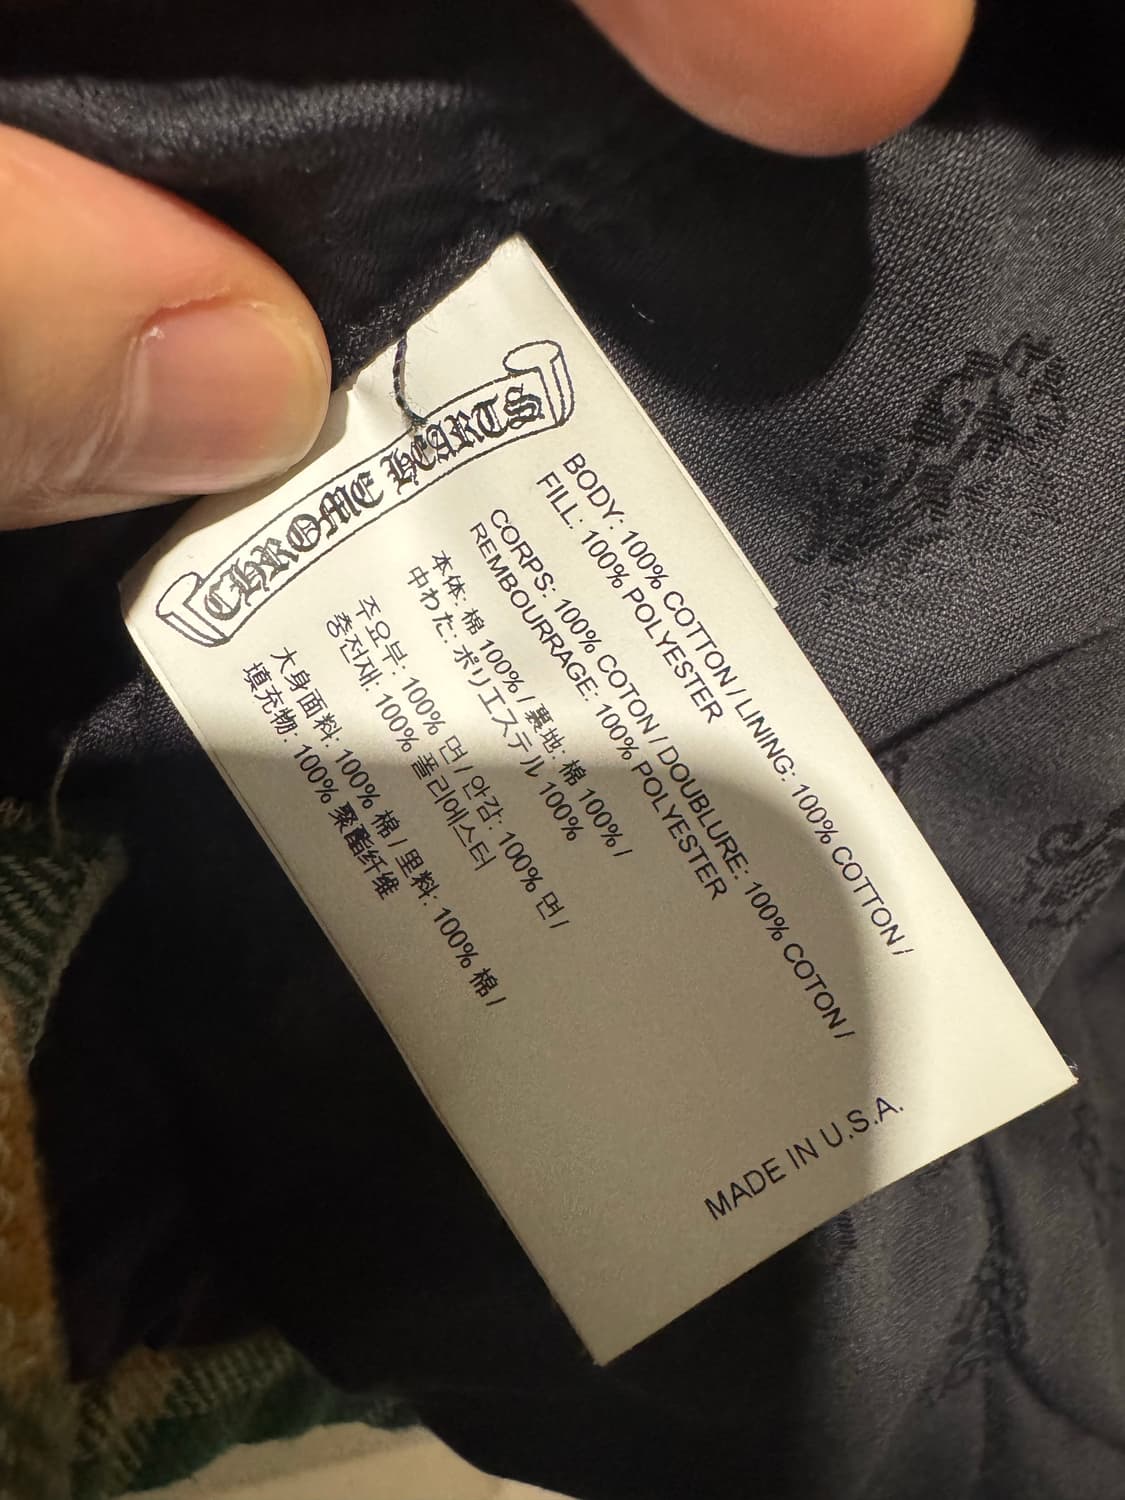 CHROME HEARTS
BODY: 100% COTTON / LINING: 100% COTTON /
FILL: 100% POLYESTER
CORPS: 100% COTON / DOUBLURE: 100% COTON /
REMBOURRAGE: 100% POLYESTER
本体: 棉 100% / 裏地: 棉 100% /
中わた: ポリエステル 100%
주요부: 100% 면 / 안감: 100% 면 /
충전재: 100% 폴리에스터
大身面料: 100% 棉 / 里料: 100% 棉 /
填充物: 100% 聚酯纤维
MADE IN U.S.A.